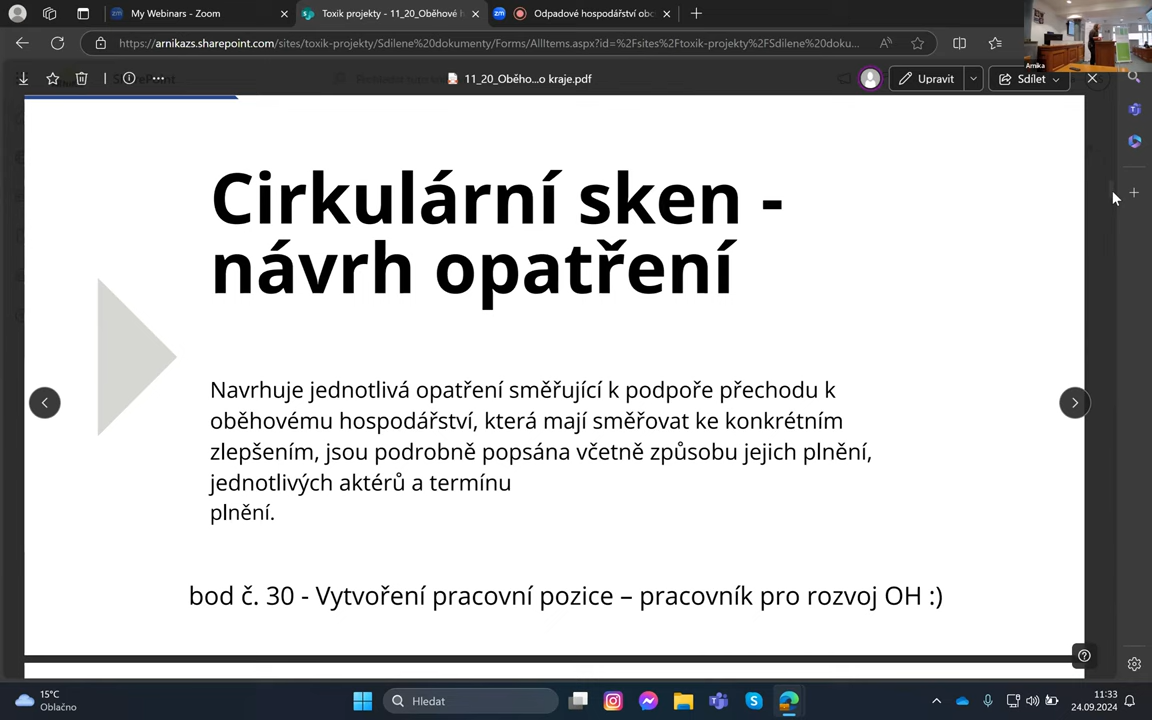 My Webinars - Zoom
Toxik projekty - 11_20_Oběhové h
Odpadové hospodářství obc
https://arnikazs.sharepoint.com/sites/toxik-projekty/Sdilene%20dokumenty/Forms/AllItems.aspx?id=%2Fsites%2Ftoxik-projekty%2FSdilene%20doku...
Arnika
11_20_Oběho...o kraje.pdf
Upravit
Sdílet
Cirkulární sken -
návrh opatření
Navrhuje jednotlivá opatření směřující k podpoře přechodu k
oběhovému hospodářství, která mají směřovat ke konkrétním
zlepšením, jsou podrobně popsána včetně způsobu jejich plnění,
jednotlivých aktérů a termínu
plnění.
bod č. 30 - Vytvoření pracovní pozice – pracovník pro rozvoj OH :)
15°C
Oblačno
Hledat
11:33
24.09.2024